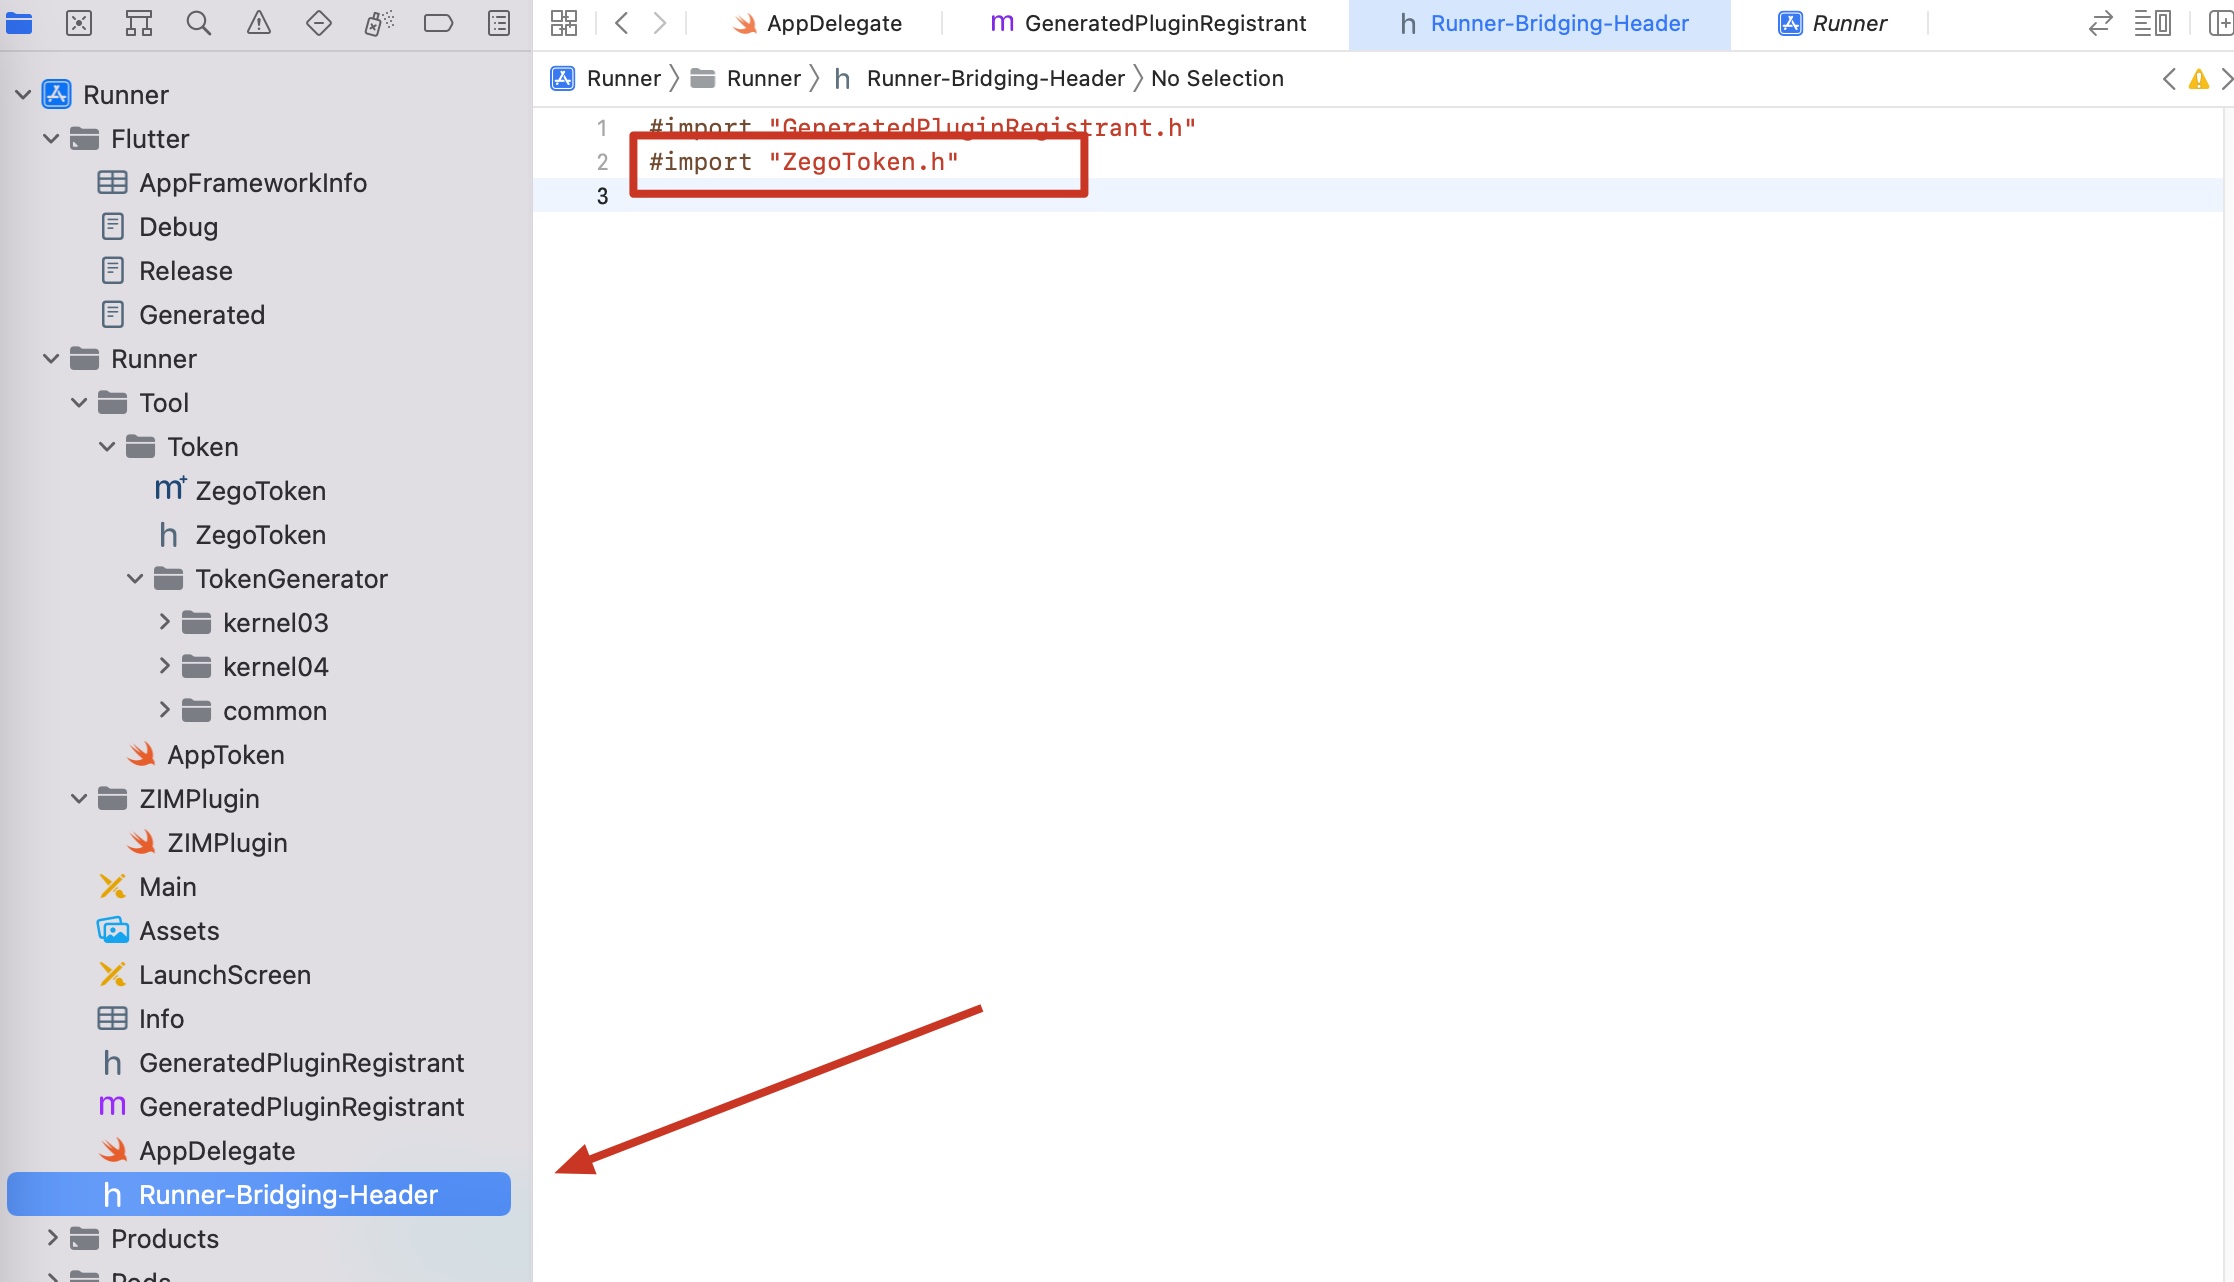 AppDelegate
GeneratedPluginRegistrant
Runner-Bridging-Header
Runner
Runner
Runner
Runner-Bridging-Header
No Selection
Runner
Flutter
AppFrameworkInfo
Debug
Release
Generated
Runner
Tool
Token
ZegoToken
ZegoToken
TokenGenerator
kernel03
kernel04
common
AppToken
ZIMPlugin
ZIMPlugin
Main
Assets
LaunchScreen
Info
GeneratedPluginRegistrant
GeneratedPluginRegistrant
AppDelegate
Runner-Bridging-Header
Products
Pods
1 #import "GeneratedPluginRegistrant.h"
2 #import "ZegoToken.h"
3